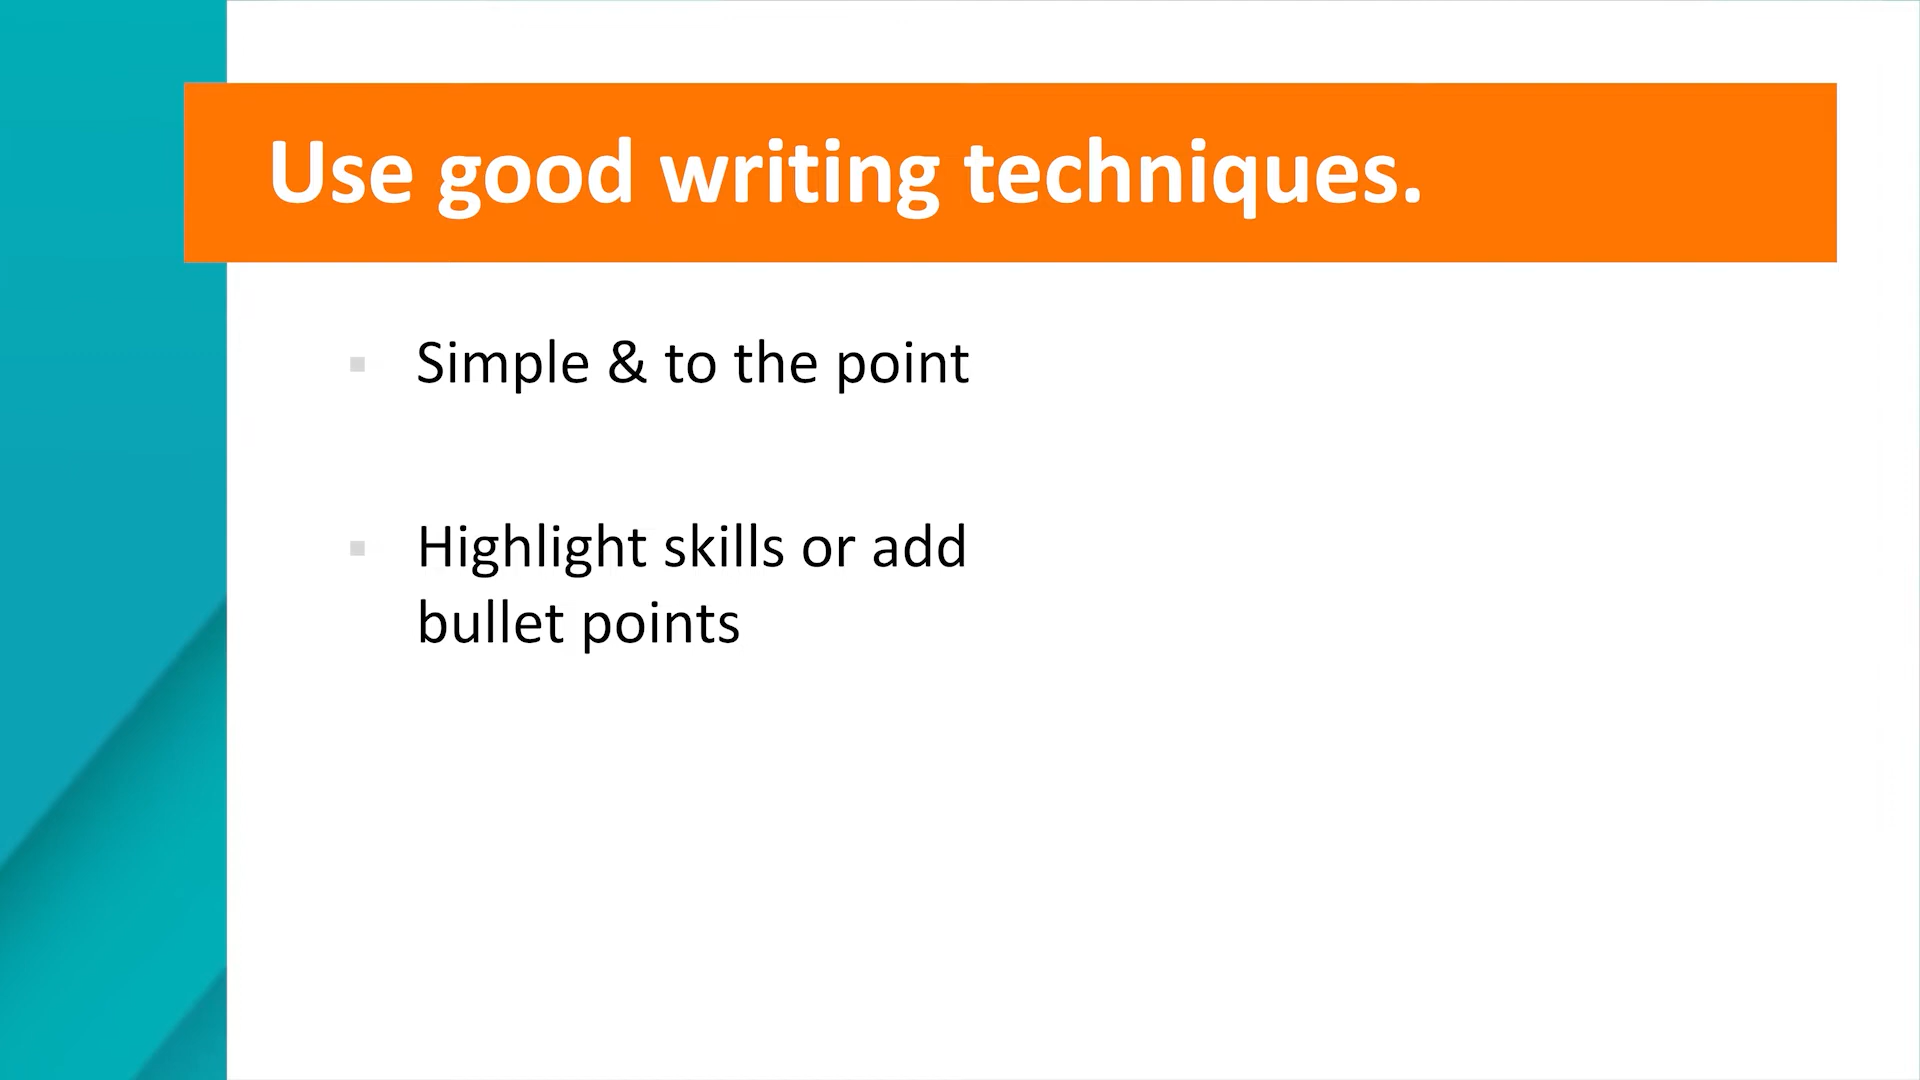 Use good writing techniques.
Simple & to the point
Highlight skills or add
bullet points